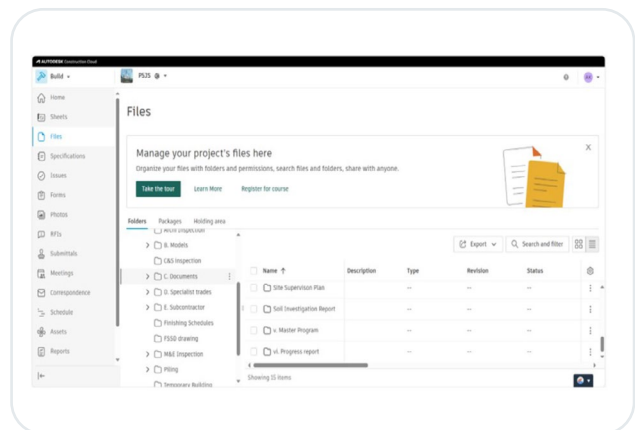 AUTODESK Construction Cloud
Build
PSJS
Home
Sheets
Files
Specifications
Issues
Forms
Photos
RFIs
Submittals
Meetings
Correspondence
Schedule
Assets
Reports
Files
Manage your project's files here
Organize your files with folders and permissions, search files and folders, share with anyone.
Take the tour
Learn More
Register for course
X
Folders
Packages
Holding area
Archi Inspection
B. Models
C&S Inspection
C. Documents
D. Specialist trades
E. Subcontractor
Finishing Schedules
FSSD drawing
M&E Inspection
Piling
Temporary Building
Export
Search and filter
Name ↑
Description
Type
Revision
Status
Site Supervison Plan
-- -- --
Soil Investigation Report
-- -- --
v. Master Program
-- -- --
vi. Progress report
-- -- --
Showing 15 items